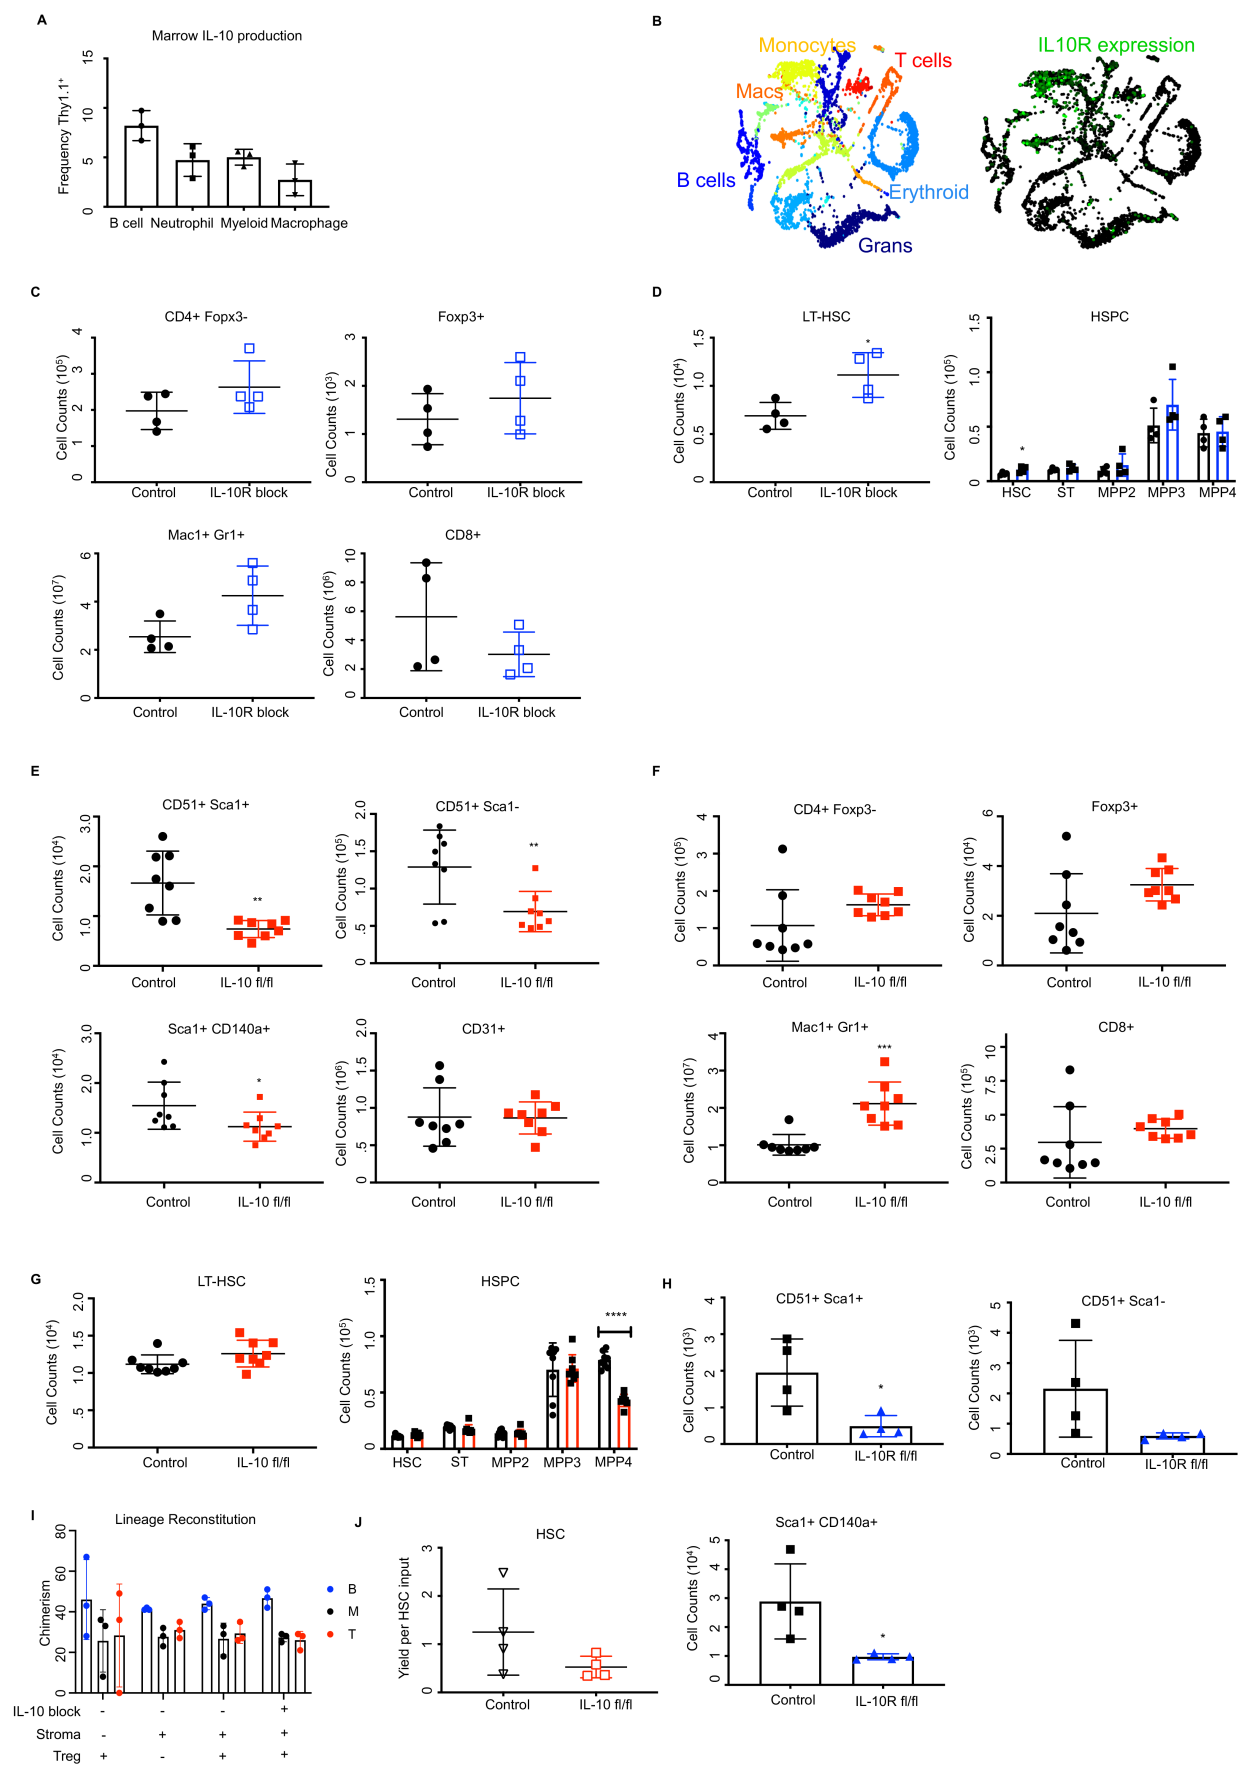 A
Marrow IL-10 production
Frequency Thy1.1+
15
10
5
0
B cell Neutrophil Myeloid Macrophage
B
Monocytes
T cells
Macs
B cells
Erythroid
Grans
IL10R expression
C
CD4+ Fopx3-
Cell Counts (10⁵)
4
3
2
1
0
Control IL-10R block
Foxp3+
Cell Counts (10³)
3
2
1
0
Control IL-10R block
Mac1+ Gr1+
Cell Counts (10⁷)
6
4
2
0
Control IL-10R block
CD8+
Cell Counts (10⁶)
10
8
6
4
2
0
Control IL-10R block
D
LT-HSC
Cell Counts (10⁴)
1.5
1.0
0.5
0
*
Control IL-10R block
HSPC
Cell Counts (10⁵)
1.5
1.0
0.5
0
*
HSC ST MPP2 MPP3 MPP4
E
CD51+ Sca1+
Cell Counts (10⁴)
3.0
2.0
1.0
0
**
Control IL-10 fl/fl
CD51+ Sca1-
Cell Counts (10⁵)
2.0
1.5
1.0
.5
0
**
Control IL-10 fl/fl
Sca1+ CD140a+
Cell Counts (10⁴)
3.0
2.0
1.0
0
*
Control IL-10 fl/fl
CD31+
Cell Counts (10⁶)
2.0
1.5
1.0
.5
0
Control IL-10 fl/fl
F
CD4+ Foxp3-
Cell Counts (10⁵)
4
3
2
1
0
Control IL-10 fl/fl
Foxp3+
Cell Counts (10³)
6
4
2
0
Control IL-10 fl/fl
Mac1+ Gr1+
Cell Counts (10⁷)
4
3
2
1
0
***
Control IL-10 fl/fl
CD8+
Cell Counts (10⁵)
10
7.5
5
2.5
0
Control IL-10 fl/fl
G
LT-HSC
Cell Counts (10⁴)
2.0
1.5
1.0
.5
0
Control IL-10 fl/fl
HSPC
Cell Counts (10⁵)
1.5
1.0
0.5
0
****
HSC ST MPP2 MPP3 MPP4
H
CD51+ Sca1+
Cell Counts (10³)
4
3
2
1
0
*
Control IL-10R fl/fl
CD51+ Sca1-
Cell Counts (10³)
5
4
3
2
1
0
Control IL-10R fl/fl
Sca1+ CD140a+
Cell Counts (10⁴)
5
4
3
2
1
0
*
Control IL-10R fl/fl
I
Lineage Reconstitution
Chimerism
80
60
40
20
0
B
M
T
IL-10 block - - - +
Stroma - + + +
Treg + - + +
J
HSC
Yield per HSC input
3
2
1
0
Control IL-10 fl/fl